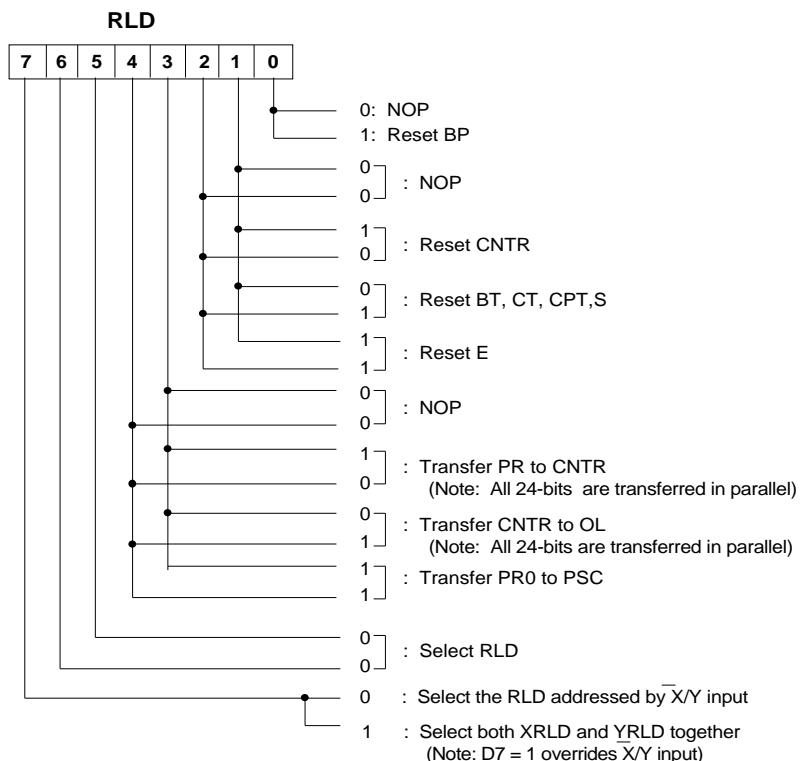 RLD
7 6 5 4 3 2 1 0
0: NOP
1: Reset BP
0
: NOP
0
1
: Reset CNTR
0
0
: Reset BT, CT, CPT,S
1
1
: Reset E
1
0
: NOP
0
1
: Transfer PR to CNTR
0
(Note: All 24-bits are transferred in parallel)
0
: Transfer CNTR to OL
1
(Note: All 24-bits are transferred in parallel)
1
: Transfer PR0 to PSC
1
0
: Select RLD
0
0 : Select the RLD addressed by X̅/Y input
1 : Select both XRLD and YRLD together
(Note: D7 = 1 overrides X̅/Y input)